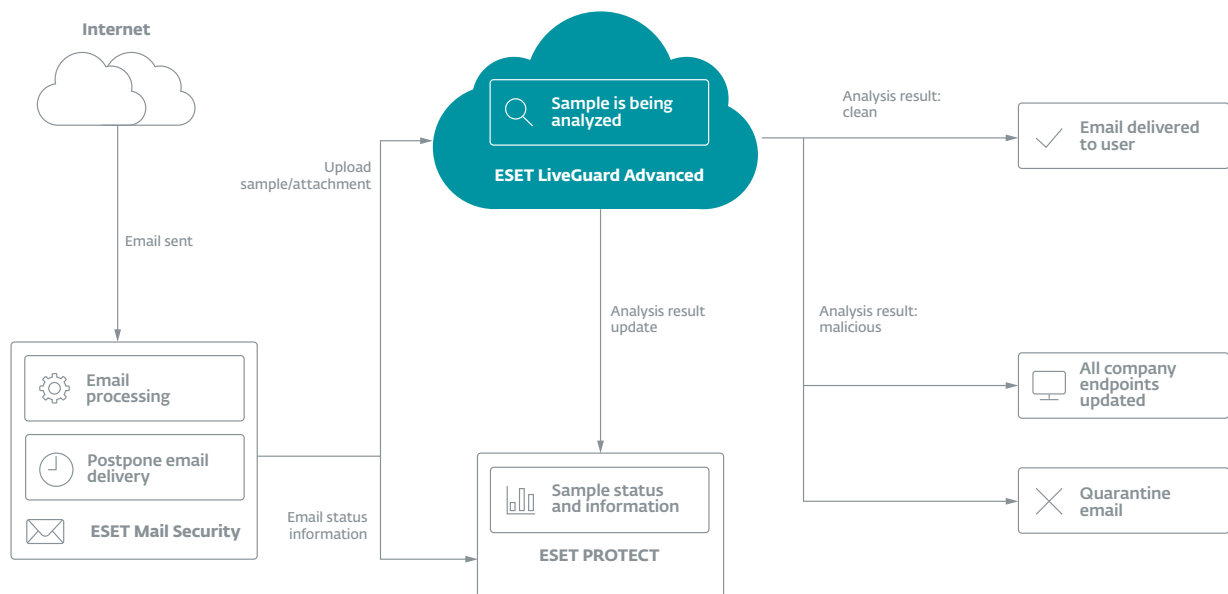 Internet
Email sent
Email
processing
Postpone email
delivery
ESET Mail Security
Upload
sample/attachment
Email status
information
Sample is being
analyzed
ESET LiveGuard Advanced
Analysis result
update
Sample status
and information
ESET PROTECT
Analysis result:
clean
Email delivered
to user
Analysis result:
malicious
All company
endpoints
updated
Quarantine
email